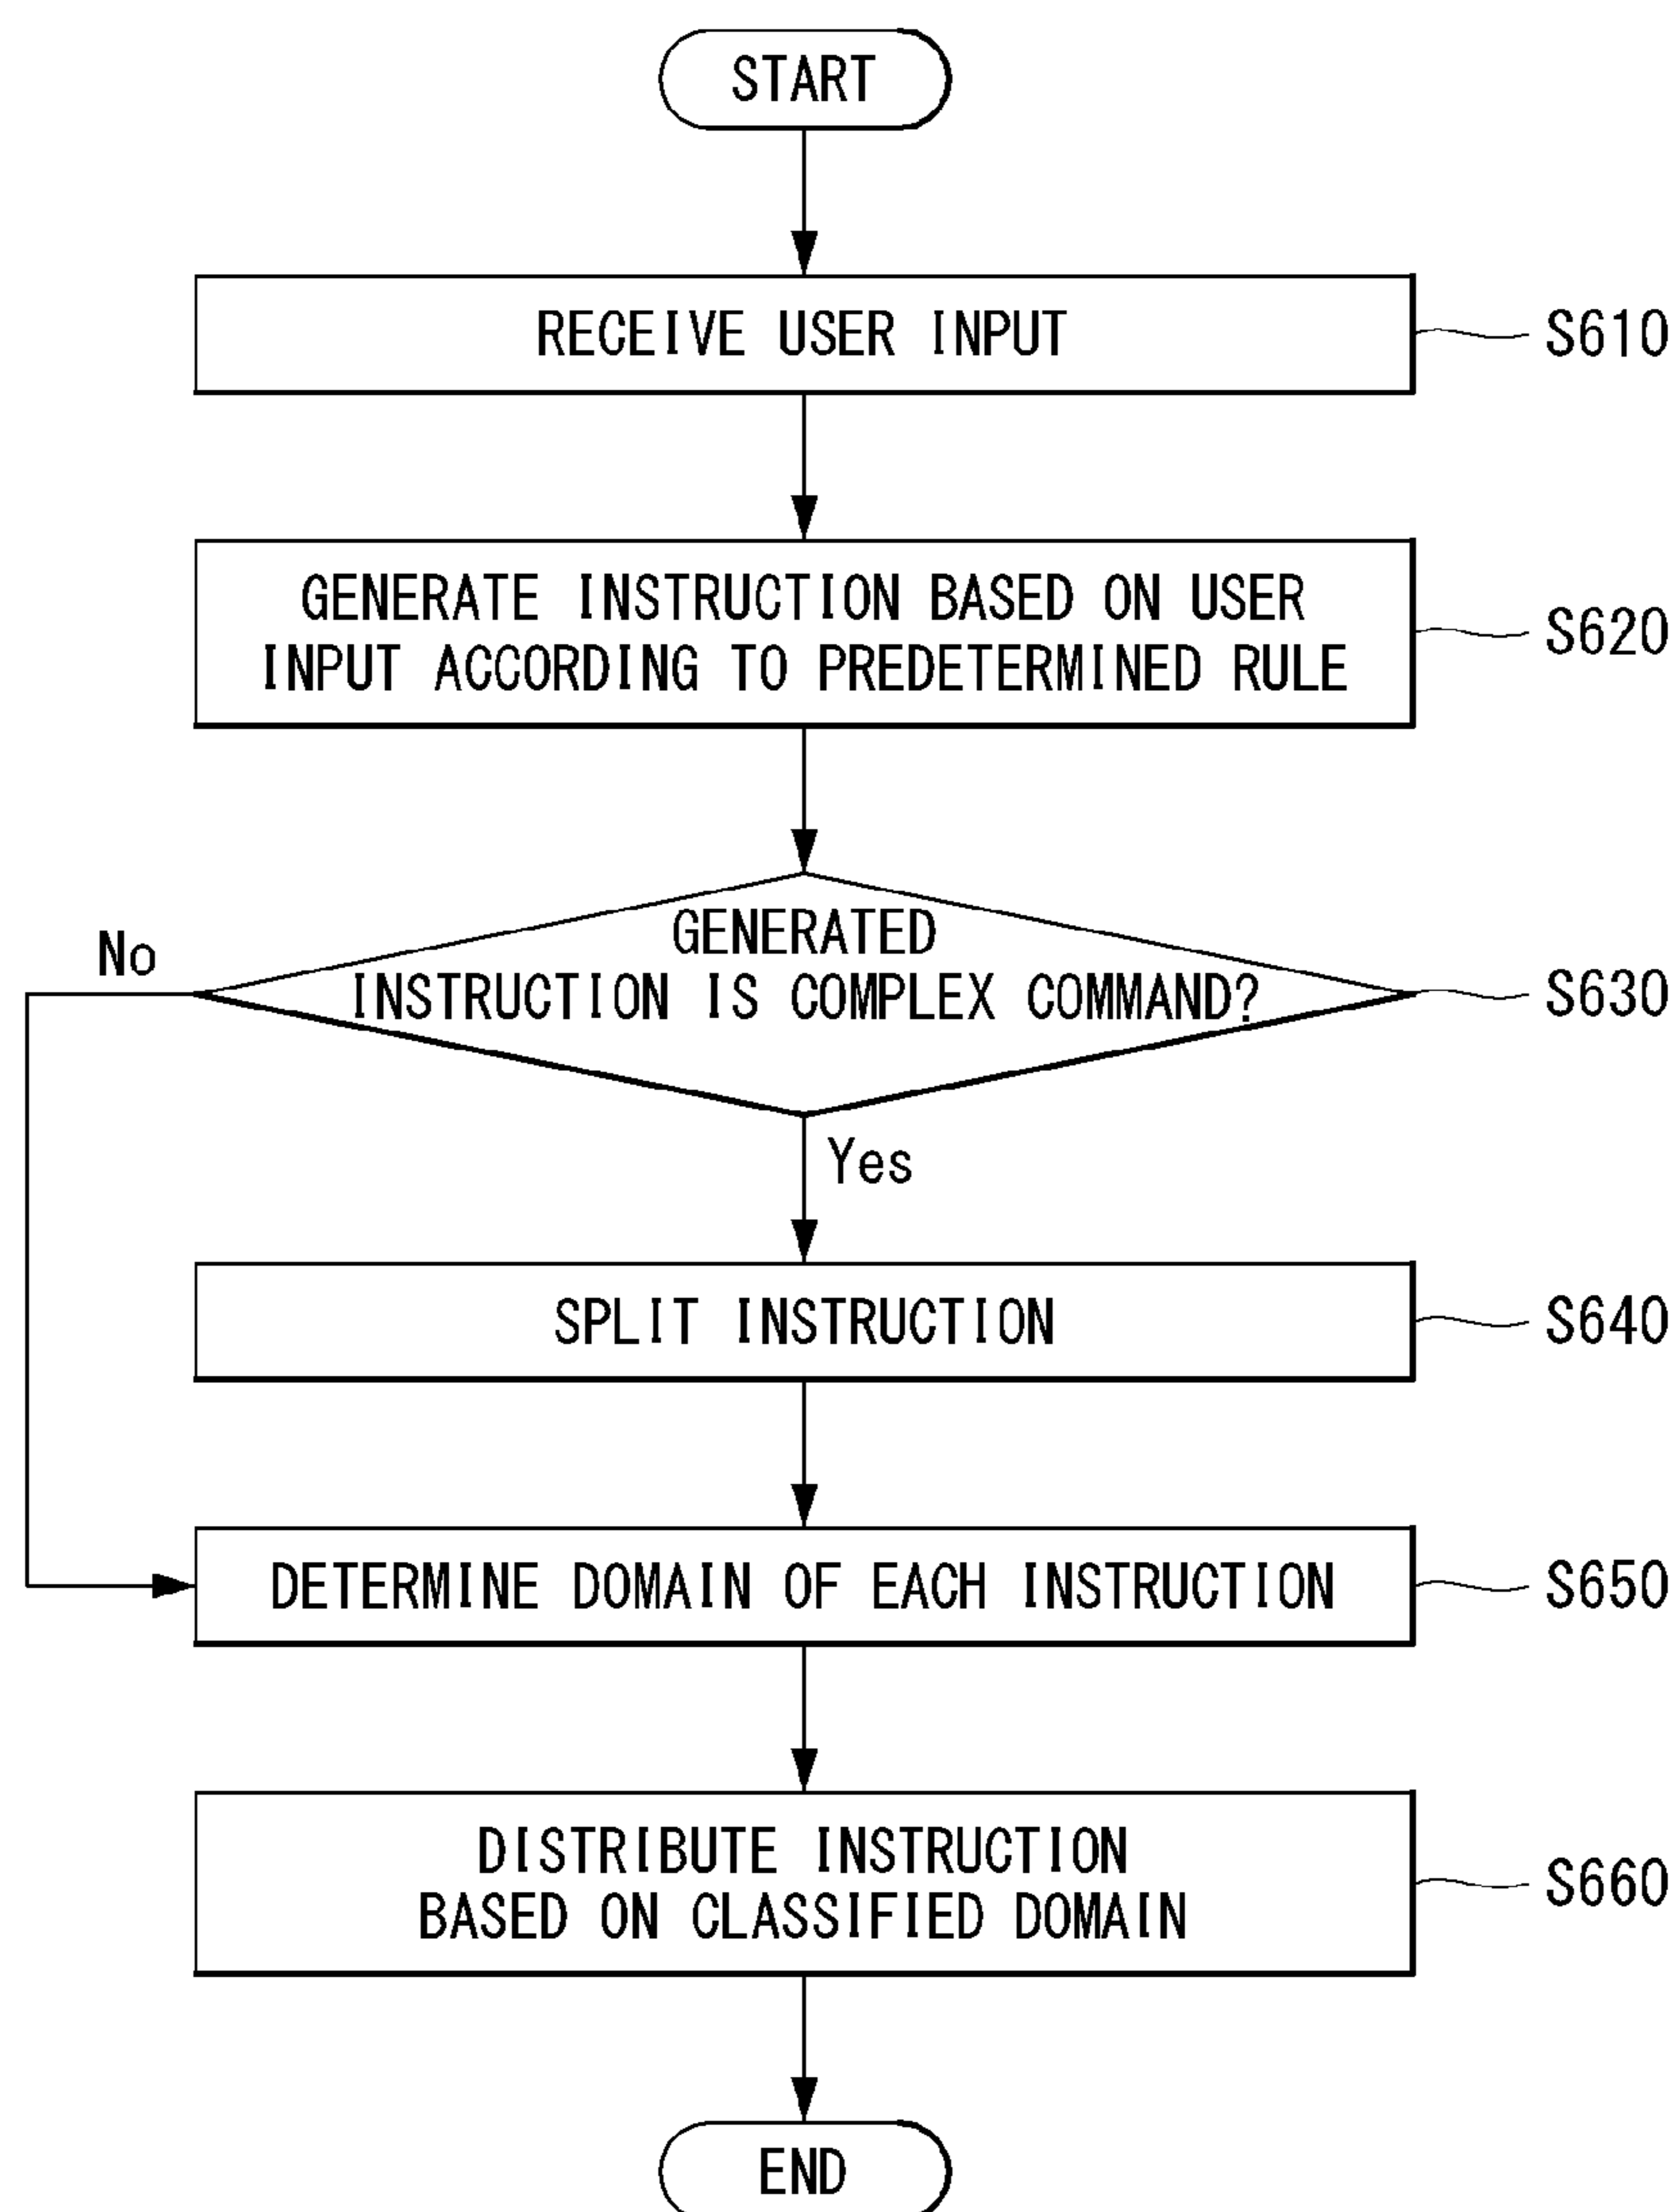 START
RECEIVE USER INPUT
S610
GENERATE INSTRUCTION BASED ON USER
INPUT ACCORDING TO PREDETERMINED RULE
S620
GENERATED
INSTRUCTION IS COMPLEX COMMAND?
S630
No
Yes
SPLIT INSTRUCTION
S640
DETERMINE DOMAIN OF EACH INSTRUCTION
S650
DISTRIBUTE INSTRUCTION
BASED ON CLASSIFIED DOMAIN
S660
END